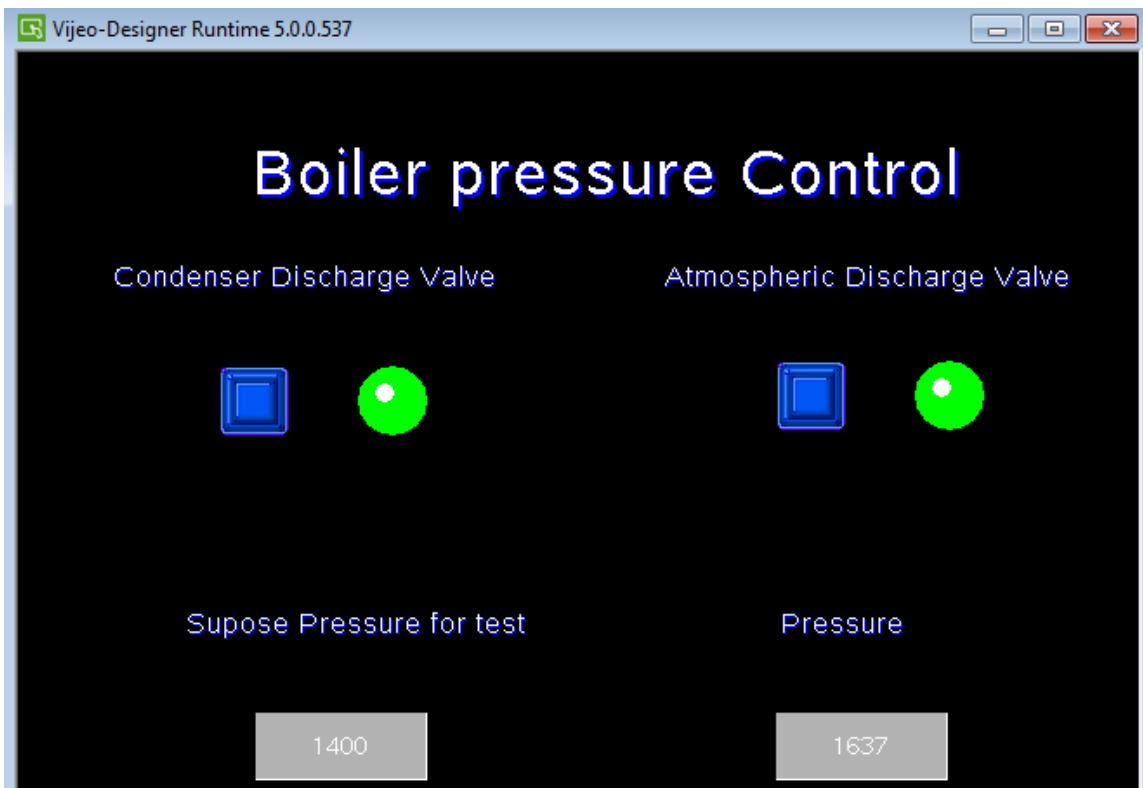 Vijeo-Designer Runtime 5.0.0.537
Boiler pressure Control
Condenser Discharge Valve
Atmospheric Discharge Valve
Supose Pressure for test
Pressure
1400
1637